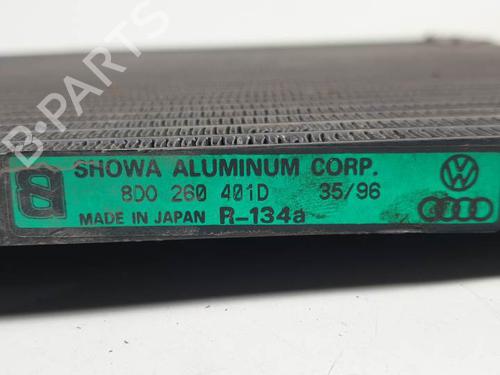 SHOWA ALUMINUM CORP.
8D0 260 401D 35/96
MADE IN JAPAN R-134a
B-PARTS